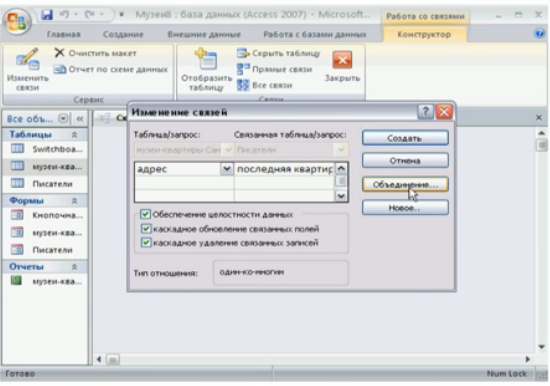 Музей8 : база данных (Access 2007) - Microsoft...
Работа со связями
Главная Создание Внешние данные Работа с базами данных Конструктор
Изменить связи
Очистить макет
Отчет по схеме данных
Сервис
Отобразить таблицу
Скрыть таблицу
Прямые связи
Все связи
Закрыть
Связи
Все объ...
Таблицы
Switchboa...
музеи-ква...
Писатели
Формы
Кнопочна...
музеи-ква...
Писатели
Отчеты
музеи-ква...
Изменение связей
Таблица/запрос: Связанная таблица/запрос:
музеи-квартиры Сан Писатели
адрес последняя квартир
Обеспечение целостности данных
каскадное обновление связанных полей
каскадное удаление связанных записей
Тип отношения: один-ко-многим
Создать
Отмена
Объединение...
Новое..
Готово
Num Lock